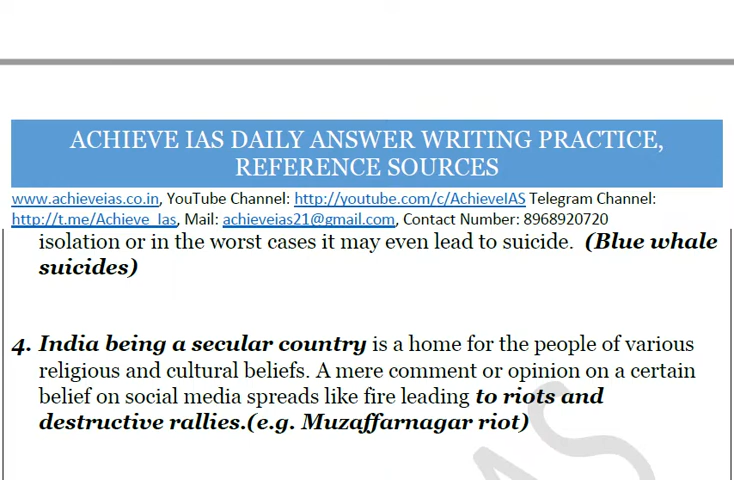 ACHIEVE IAS DAILY ANSWER WRITING PRACTICE,
REFERENCE SOURCES
www.achieveias.co.in, YouTube Channel: http://youtube.com/c/AchieveIAS Telegram Channel:
http://t.me/Achieve_Ias, Mail: achieveias21@gmail.com, Contact Number: 8968920720
isolation or in the worst cases it may even lead to suicide. (Blue whale
suicides)
4. India being a secular country is a home for the people of various
religious and cultural beliefs. A mere comment or opinion on a certain
belief on social media spreads like fire leading to riots and
destructive rallies.(e.g. Muzaffarnagar riot)